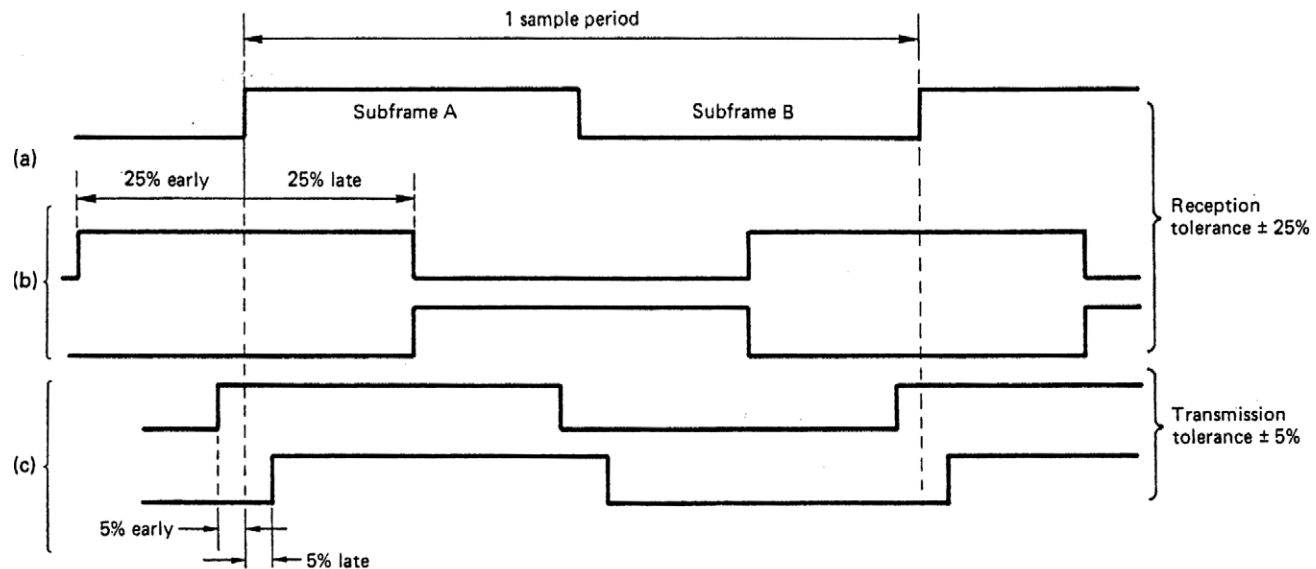 1 sample period
Subframe A
Subframe B
(a)
25% early
25% late
Reception
tolerance ± 25%
(b)
Transmission
tolerance ± 5%
(c)
5% early
5% late